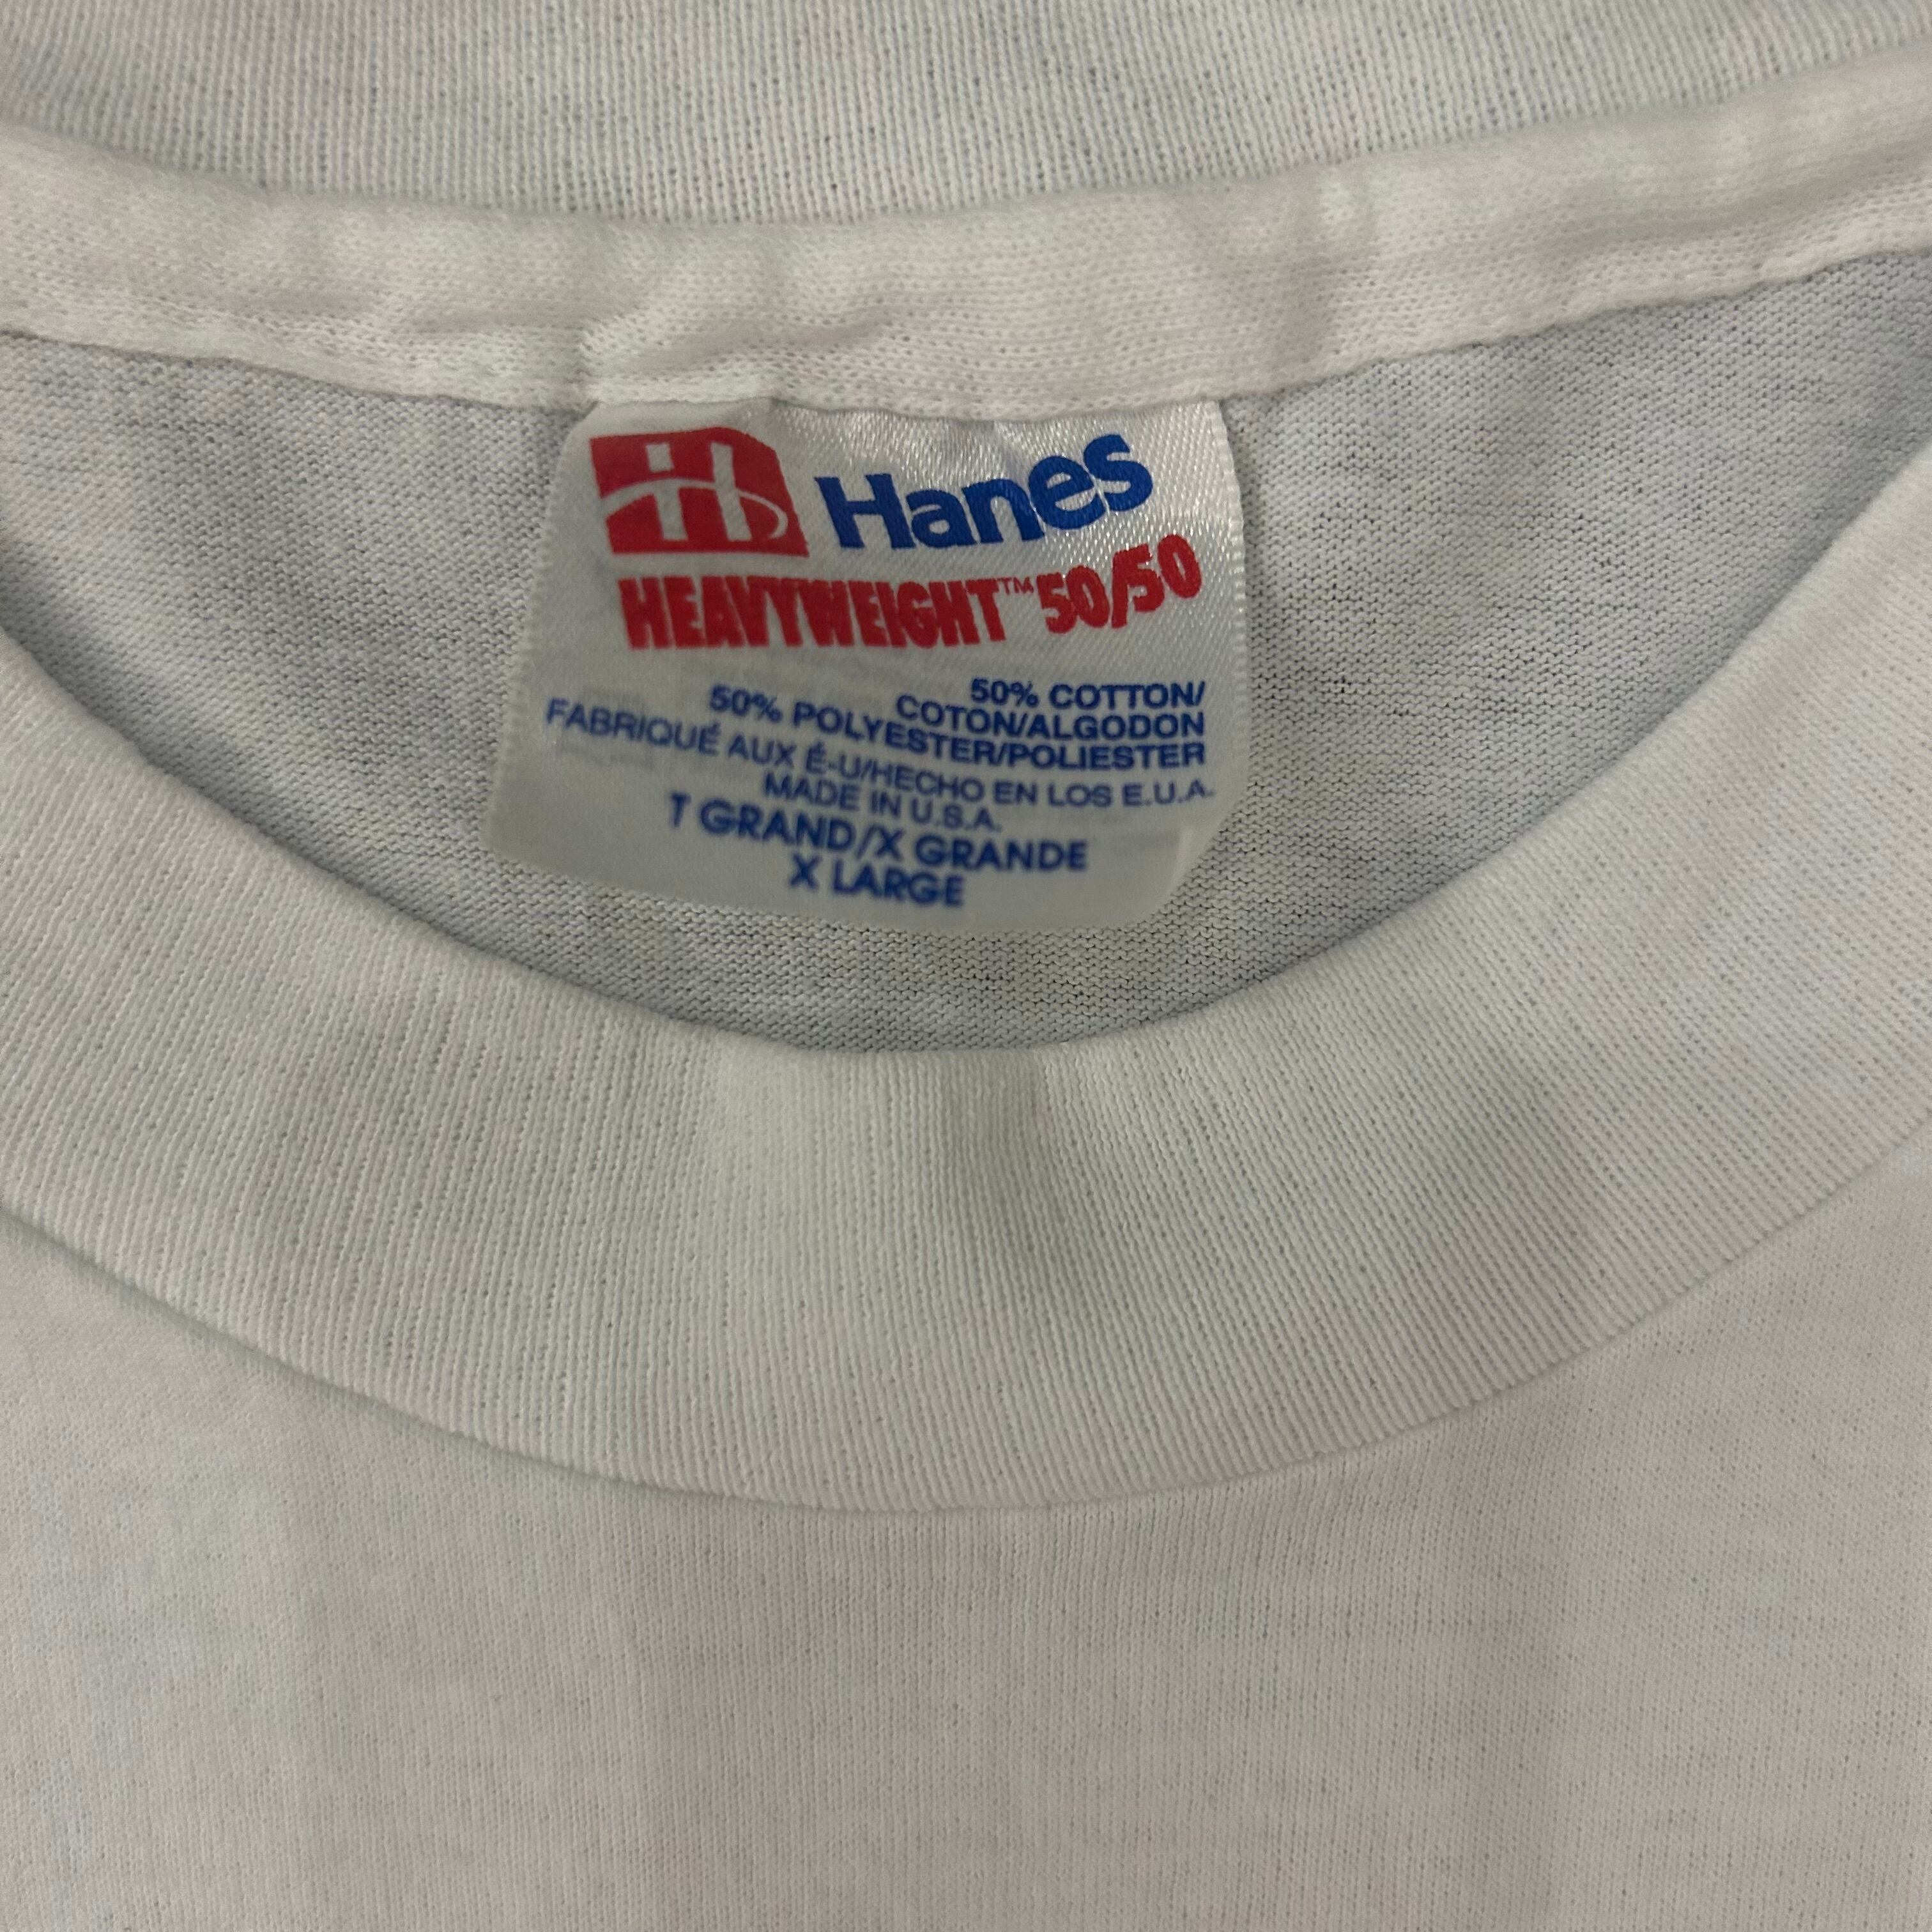 H Hanes
HEAVYWEIGHT™ 50/50
50% COTTON/
COTON/ALGODON
50% POLYESTER/POLIESTER
FABRIQUÉ AUX É-U/HECHO EN LOS E.U.A.
MADE IN U.S.A.
T GRAND/X GRANDE
X LARGE